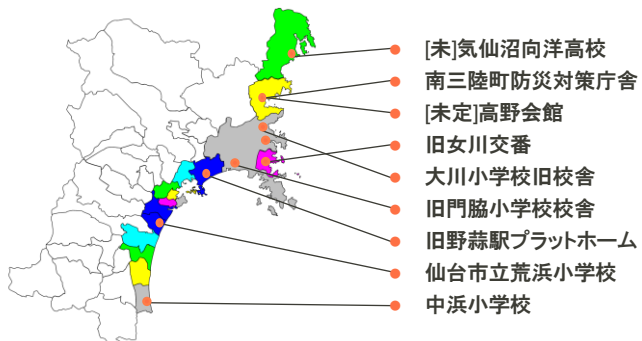 [未]気仙沼向洋高校
南三陸町防災対策庁舎
[未定]高野会館
旧女川交番
大川小学校旧校舎
旧門脇小学校校舎
旧野蒜駅プラットホーム
仙台市立荒浜小学校
中浜小学校